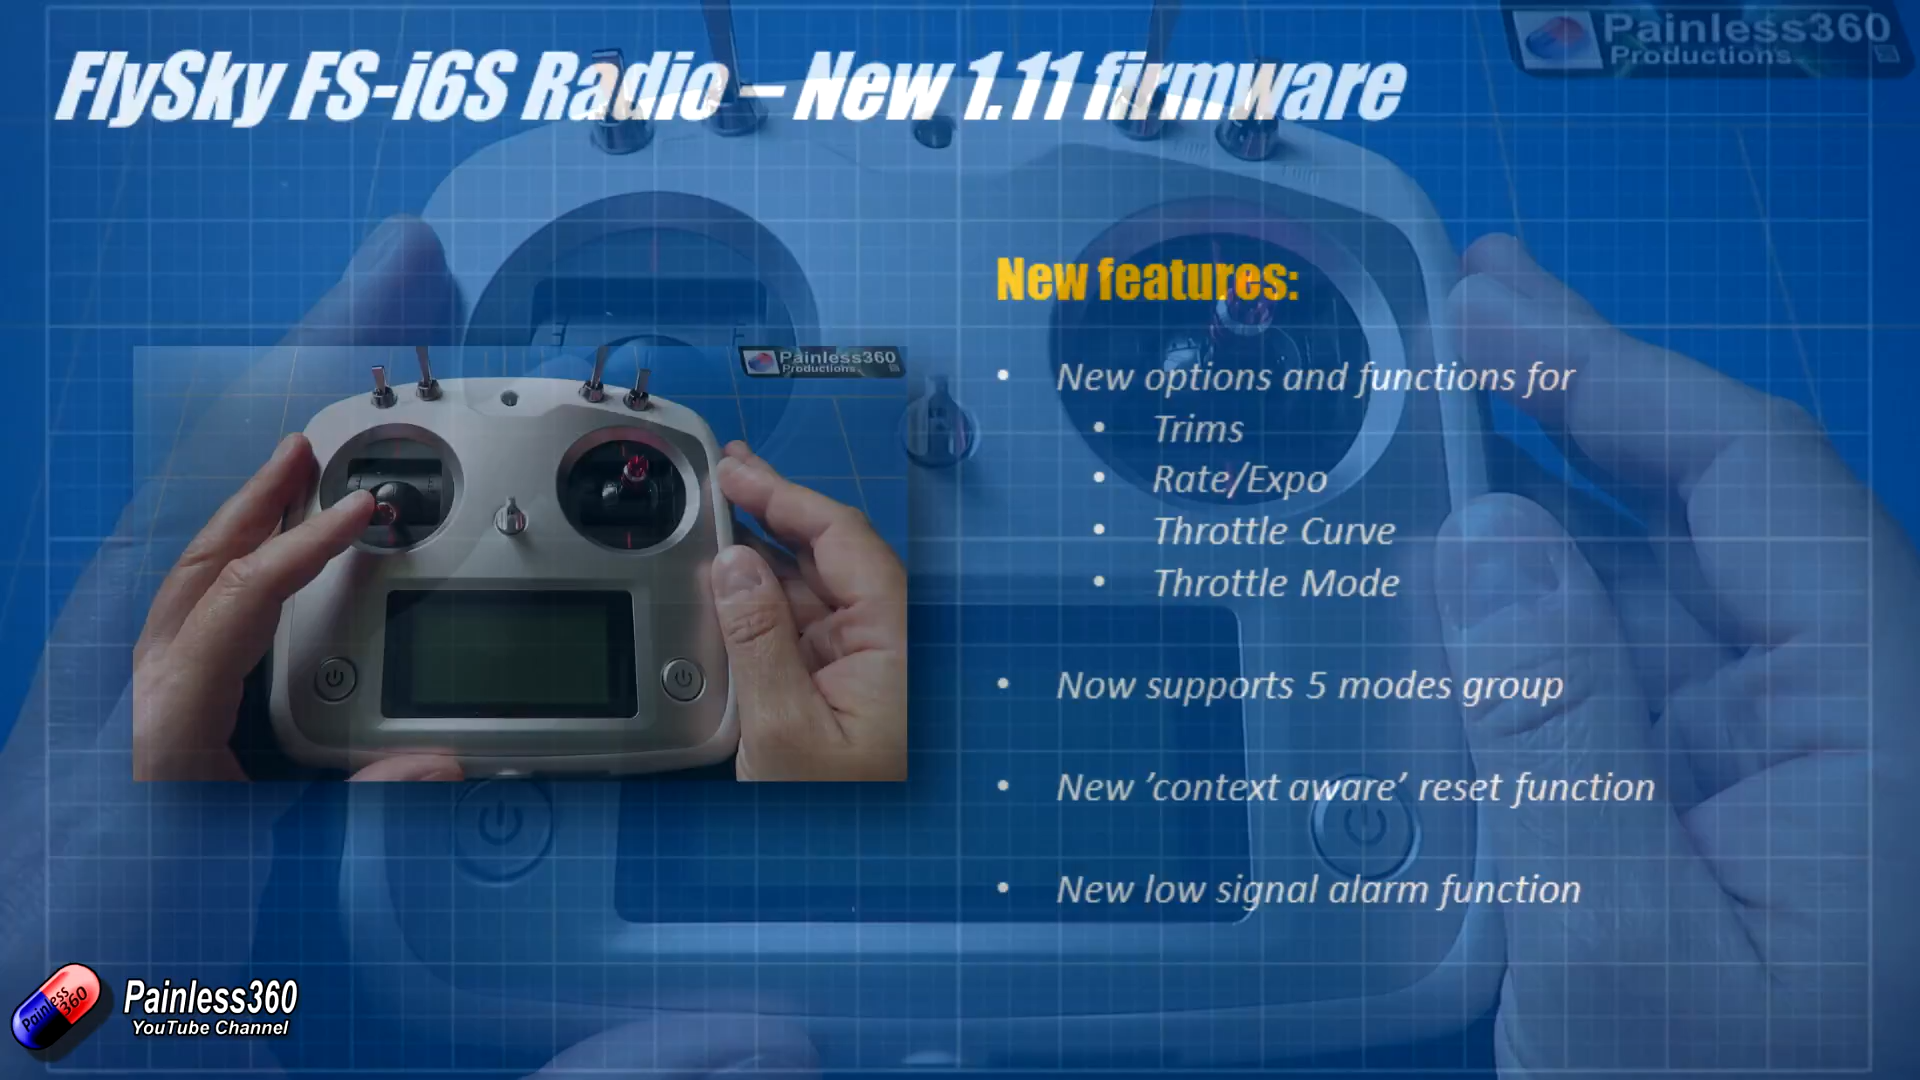 FlySky FS-i6S Radio – New 1.11 firmware
Painless360
Productions
New features:
• New options and functions for
• Trims
• Rate/Expo
• Throttle Curve
• Throttle Mode
• Now supports 5 modes group
• New ’context aware’ reset function
• New low signal alarm function
Painless360
Productions
Painless 360
Painless360
YouTube Channel